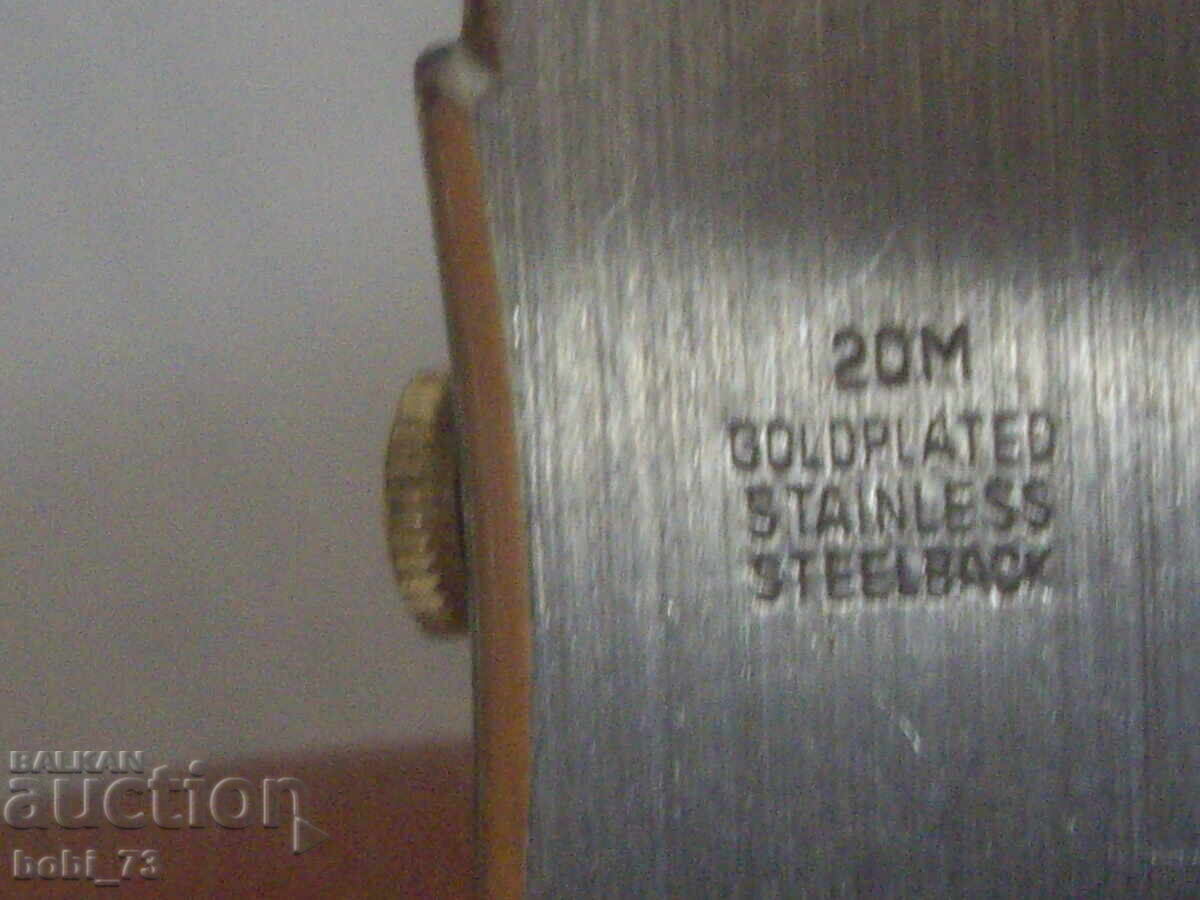 20M
GOLDPLATED
STAINLESS
STEELBACK
BALKAN
auction
bobi_73